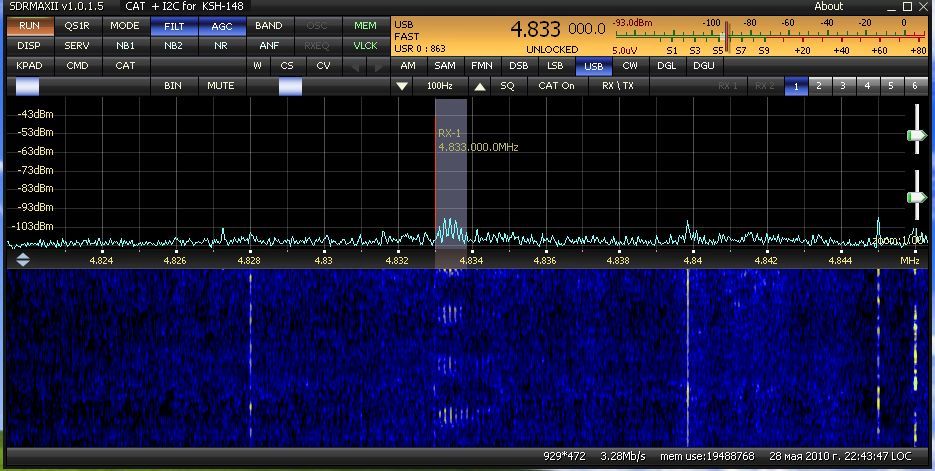 SDRMAXII v1.0.1.5 CAT + I2C for KSH-148 About
RUN QS1R MODE FILT AGC BAND OSC MEM
DISP SERV NB1 NB2 NR ANF RXEQ VLCK
KPAD CMD CAT W CS CV
USB
FAST
USR 0 : 863
4.833 000.0
UNLOCKED
-93.0dBm -100 -80 -60 -40 -20 0
5.0uV S1 S3 S5 S7 S9 +20 +40 +60 +80
AM SAM FMN DSB LSB USB CW DGL DGU
BIN MUTE 100Hz SQ CAT On RX \ TX RX 1 RX 2 1 2 3 4 5 6
-43dBm
-53dBm
-63dBm
-73dBm
-83dBm
-93dBm
-103dBm
RX-1
4.833.000.0MHz
zoom:1.00
4.824 4.826 4.828 4.83 4.832 4.834 4.836 4.838 4.84 4.842 4.844 MHz
929*472 3.28Mb/s mem use:19488768 28 мая 2010 г. 22:43:47 LOC